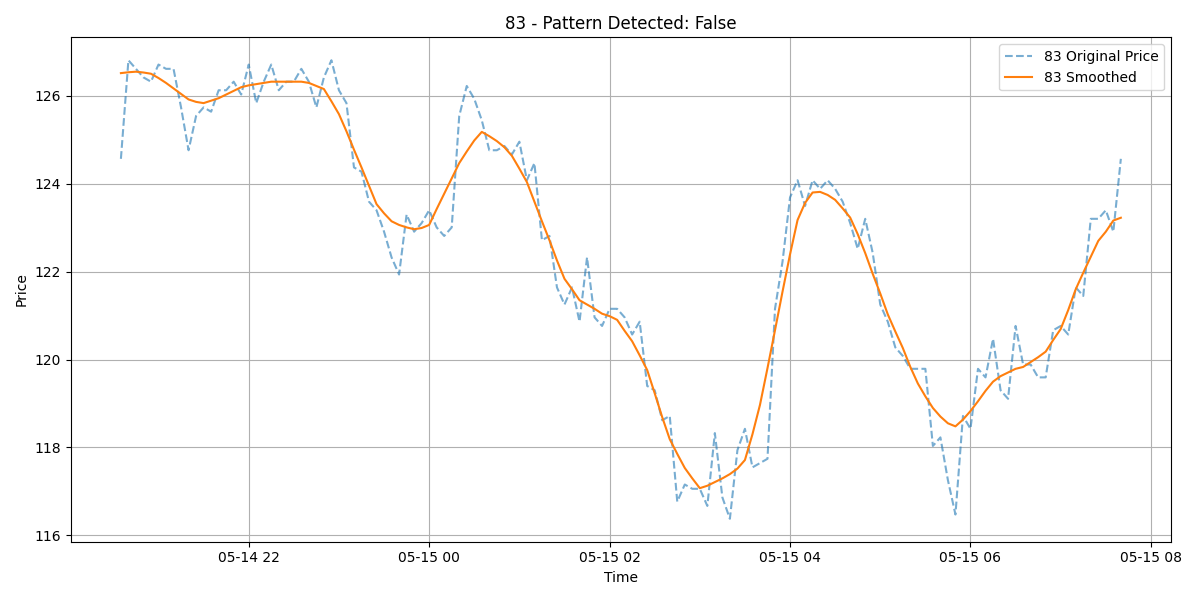 83 - Pattern Detected: False
83 Original Price
83 Smoothed
Price
126
124
122
120
118
116
05-14 22
05-15 00
05-15 02
05-15 04
05-15 06
05-15 08
Time